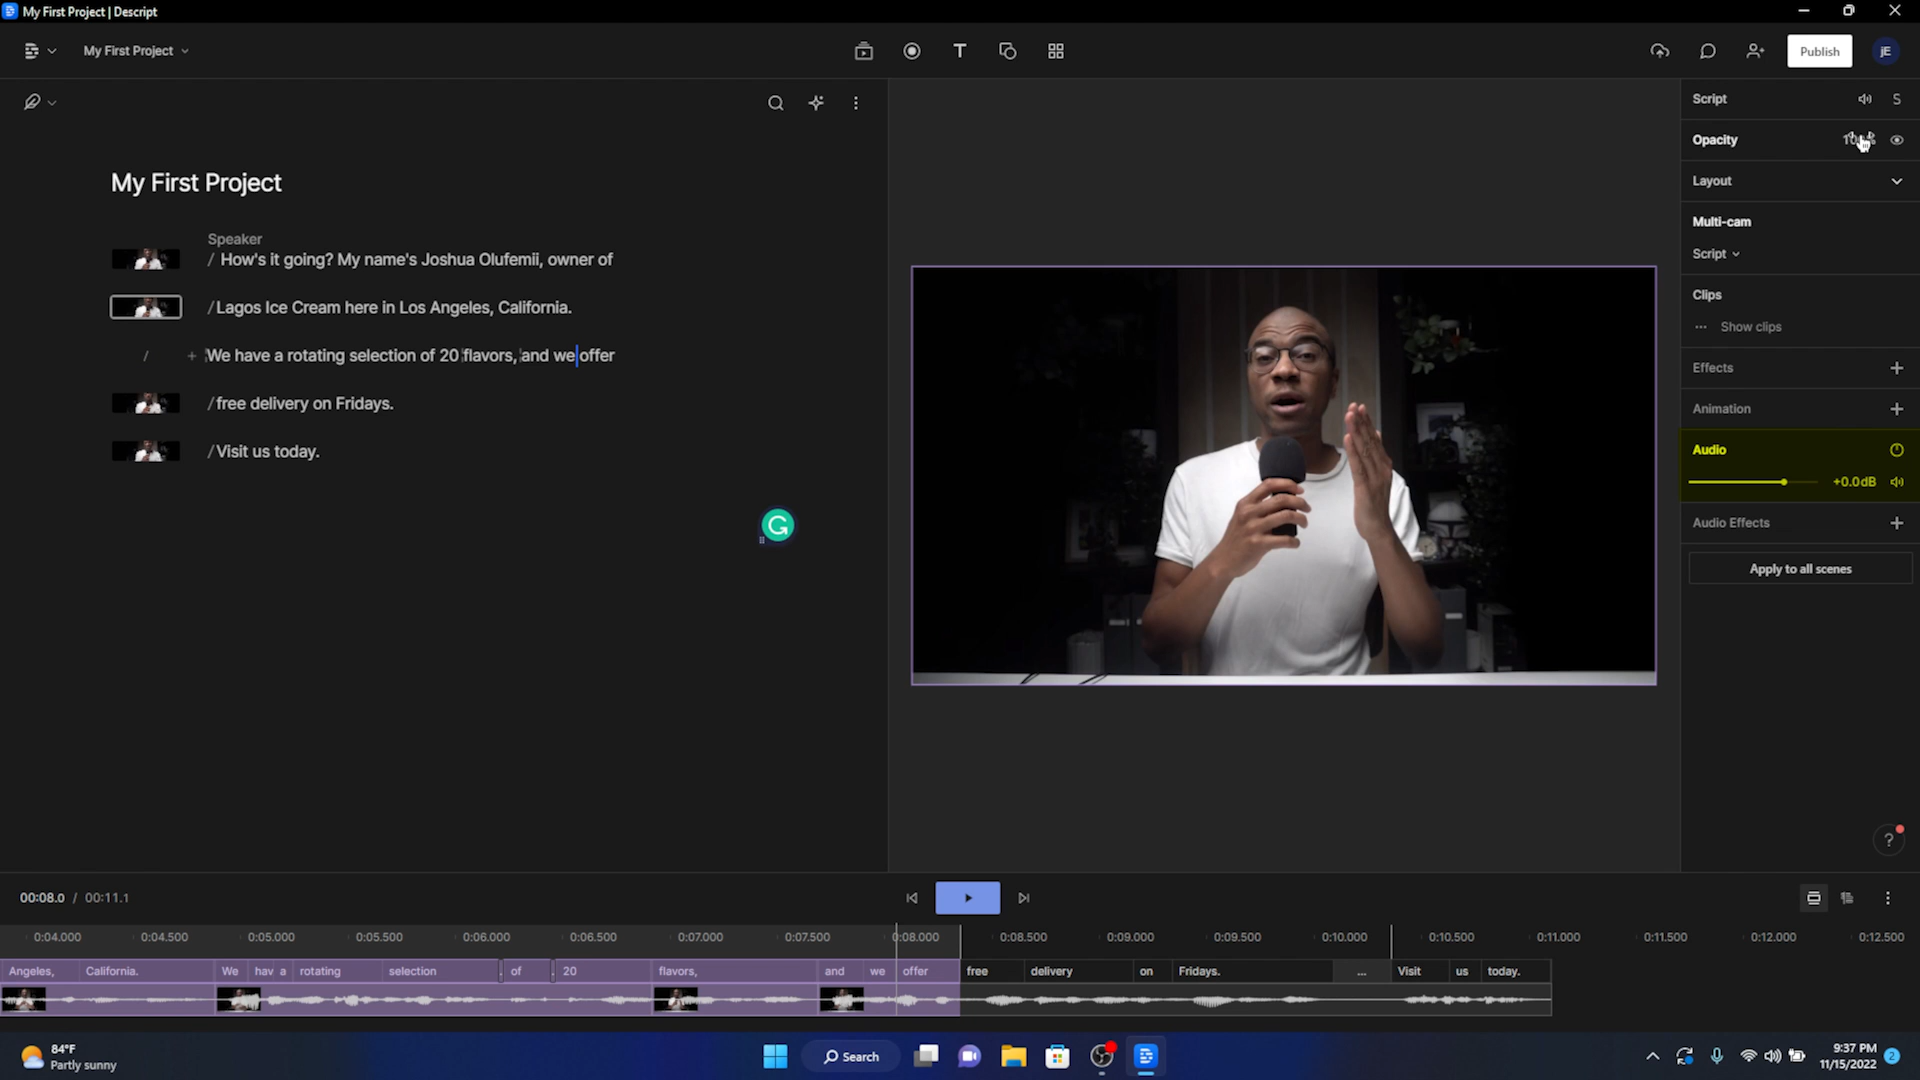 My First Project | Descript
My First Project
Publish
jE
My First Project
Speaker
/ How's it going? My name's Joshua Olufemii, owner of
/Lagos Ice Cream here in Los Angeles, California.
/ + We have a rotating selection of 20 flavors, and we offer
/free delivery on Fridays.
/Visit us today.
Script S
Opacity
Layout
Multi-cam
Script
Clips
... Show clips
Effects +
Animation +
Audio
+0.0dB
Audio Effects +
Apply to all scenes
?
00:08.0 / 00:11.1
0:04.000 0:04.500 0:05.000 0:05.500 0:06.000 0:06.500 0:07.000 0:07.500 0:08.000 0:08.500 0:09.000 0:09.500 0:10.000 0:10.500 0:11.000 0:11.500 0:12.000 0:12.500
Angeles, California. We hav a rotating selection of 20 flavors, and we offer free delivery on Fridays. ... Visit us today.
84°F
Partly sunny
Search
9:37 PM
11/15/2022
2